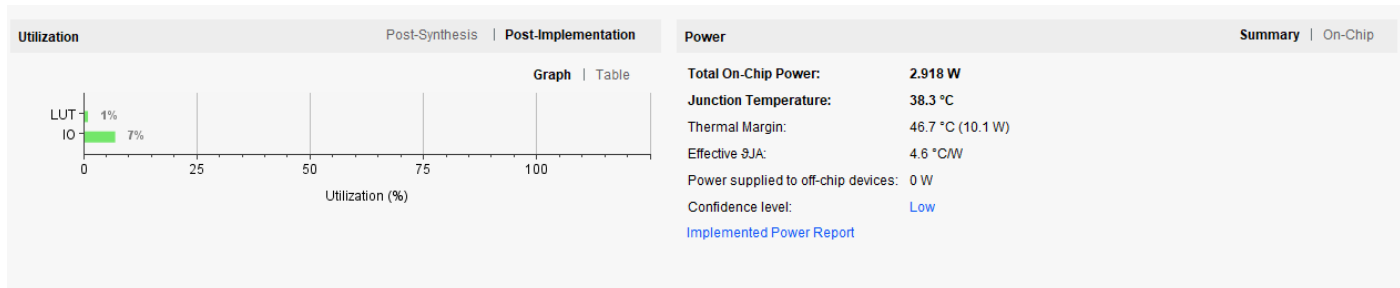 Utilization
Post-Synthesis | Post-Implementation
Graph | Table
LUT 1%
IO 7%
0 25 50 75 100
Utilization (%)
Power
Summary | On-Chip
Total On-Chip Power: 2.918 W
Junction Temperature: 38.3 °C
Thermal Margin: 46.7 °C (10.1 W)
Effective ϑJA: 4.6 °C/W
Power supplied to off-chip devices: 0 W
Confidence level: Low
Implemented Power Report